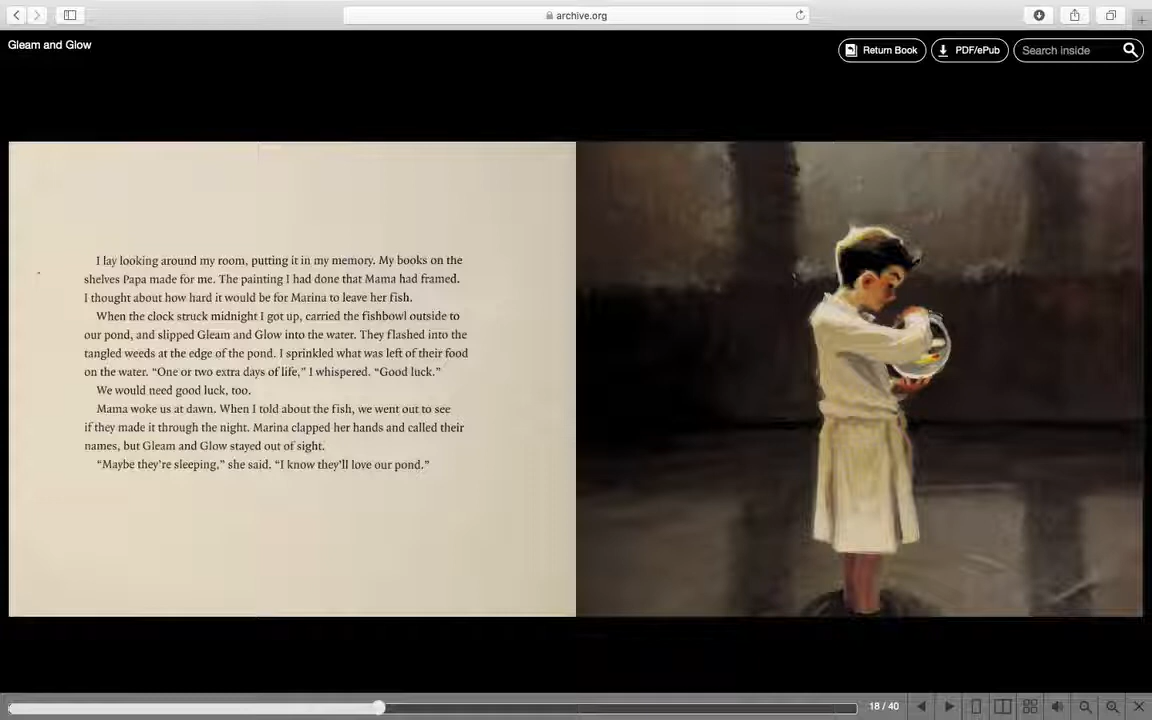 archive.org
Gleam and Glow
Return Book
PDF/ePub
Search inside
I lay looking around my room, putting it in my memory. My books on the
shelves Papa made for me. The painting I had done that Mama had framed.
I thought about how hard it would be for Marina to leave her fish.
When the clock struck midnight I got up, carried the fishbowl outside to
our pond, and slipped Gleam and Glow into the water. They flashed into the
tangled weeds at the edge of the pond. I sprinkled what was left of their food
on the water. “One or two extra days of life,” I whispered. “Good luck.”
We would need good luck, too.
Mama woke us at dawn. When I told about the fish, we went out to see
if they made it through the night. Marina clapped her hands and called their
names, but Gleam and Glow stayed out of sight.
“Maybe they’re sleeping,” she said. “I know they’ll love our pond.”
18 / 40